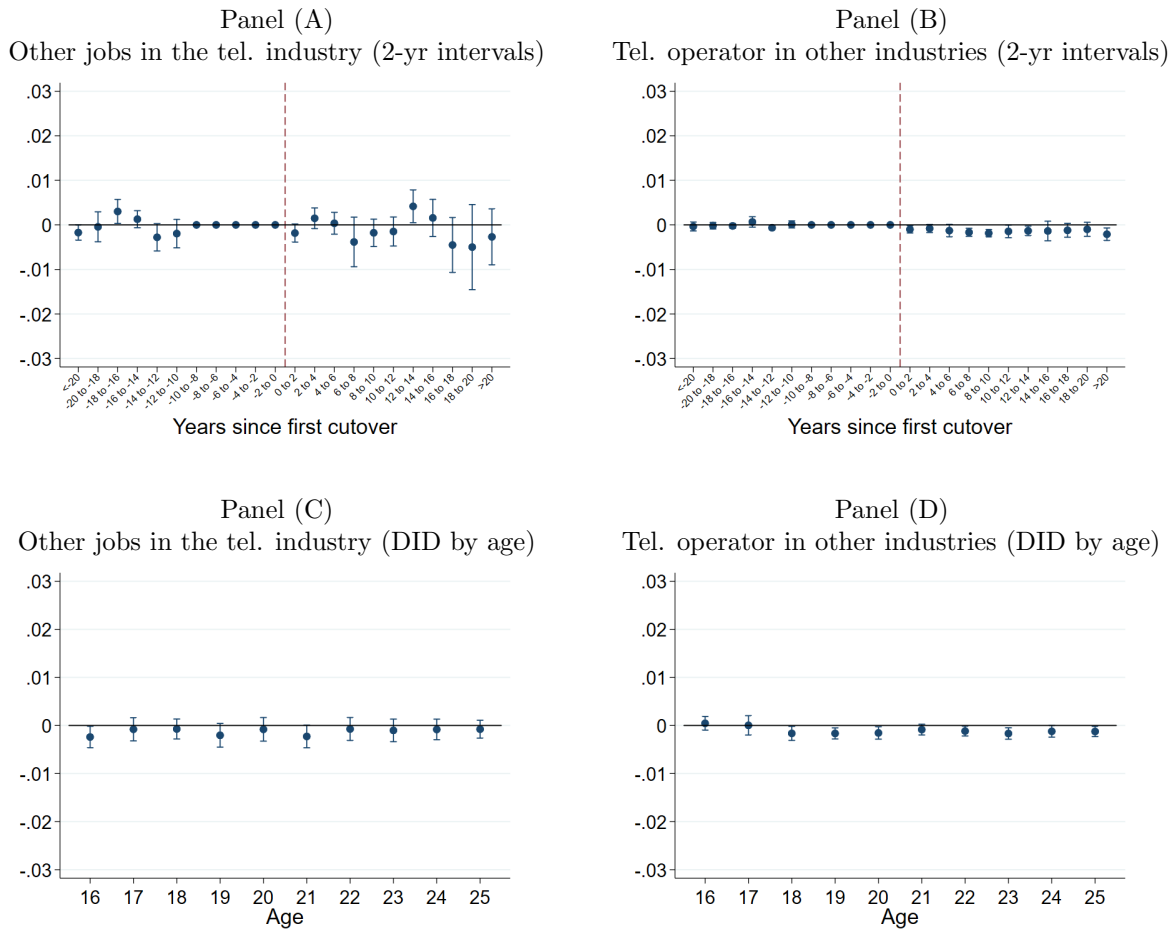 Panel (A)
Other jobs in the tel. industry (2-yr intervals)
.03
.02
.01
0
-.01
-.02
-.03
<-20
-20 to -18
-18 to -16
-16 to -14
-14 to -12
-12 to -10
-10 to -8
-8 to -6
-6 to -4
-4 to -2
-2 to 0
0 to 2
2 to 4
4 to 6
6 to 8
8 to 10
10 to 12
12 to 14
14 to 16
16 to 18
18 to 20
>20
Years since first cutover
Panel (B)
Tel. operator in other industries (2-yr intervals)
.03
.02
.01
0
-.01
-.02
-.03
<-20
-20 to -18
-18 to -16
-16 to -14
-14 to -12
-12 to -10
-10 to -8
-8 to -6
-6 to -4
-4 to -2
-2 to 0
0 to 2
2 to 4
4 to 6
6 to 8
8 to 10
10 to 12
12 to 14
14 to 16
16 to 18
18 to 20
>20
Years since first cutover
Panel (C)
Other jobs in the tel. industry (DID by age)
.03
.02
.01
0
-.01
-.02
-.03
16 17 18 19 20 21 22 23 24 25
Age
Panel (D)
Tel. operator in other industries (DID by age)
.03
.02
.01
0
-.01
-.02
-.03
16 17 18 19 20 21 22 23 24 25
Age